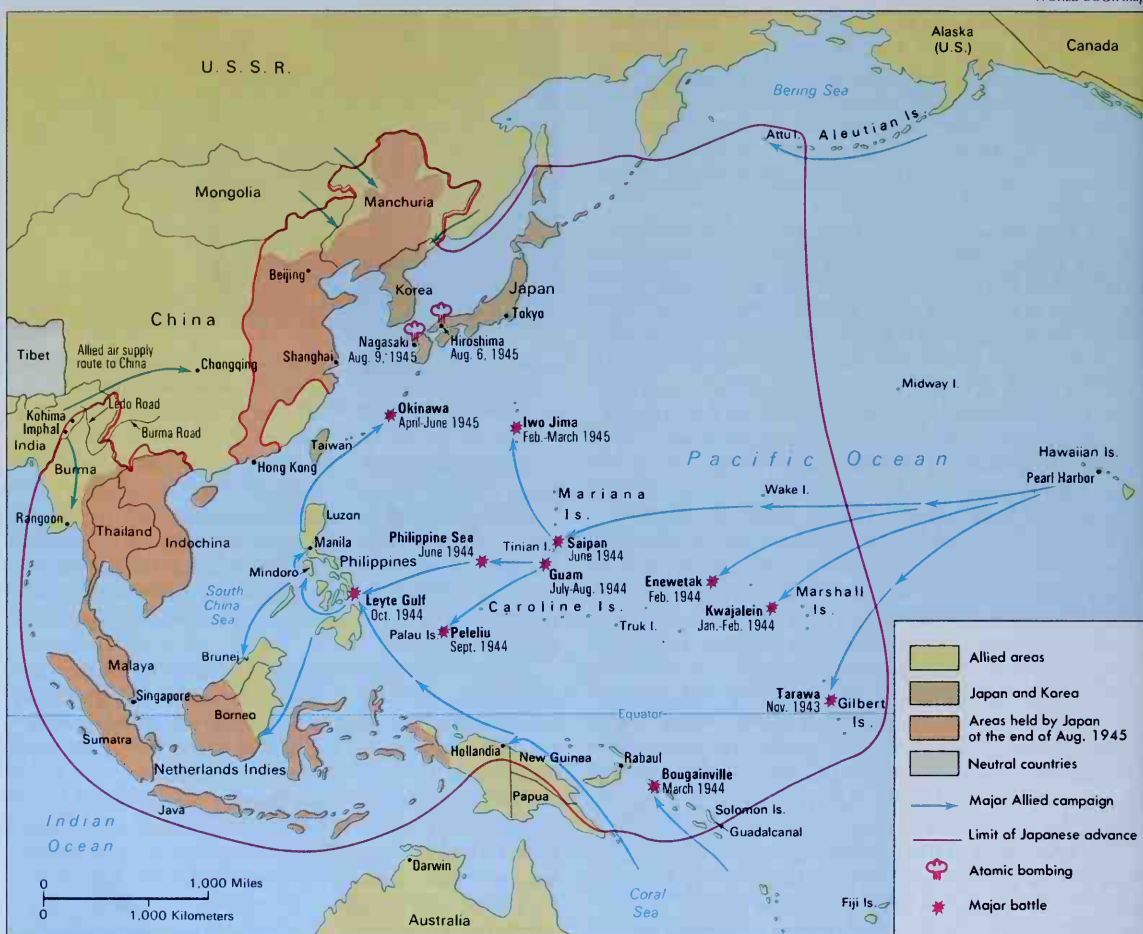 Alaska
(U.S.)
Canada
U. S. S. R.
Bering Sea
Attu I.
Aleutian Is.
Mongolia
Manchuria
Beijing
Korea
Japan
Tokyo
China
Nagasaki
Aug. 9, 1945
Hiroshima
Aug. 6, 1945
Tibet
Allied air supply
route to China
Chongqing
Shanghai
Midway I.
Kohima
Imphal
Ledo Road
India
Burma Road
Okinawa
April-June 1945
Iwo Jima
Feb.-March 1945
Burma
Taiwan
Hong Kong
Pacific Ocean
Hawaiian Is.
Pearl Harbor
Mariana
Is.
Wake I.
Rangoon
Luzon
Thailand
Indochina
Manila
Philippines
Philippine Sea
June 1944
Tinian I.
Saipan
June 1944
Mindoro
Guam
July-Aug. 1944
Enewetak
Feb. 1944
South
China
Sea
Leyte Gulf
Oct. 1944
Caroline Is.
Kwajalein
Jan.-Feb. 1944
Marshall
Is.
Truk I.
Palau Is.
Peleliu
Sept. 1944
Brunei
Malaya
Singapore
Borneo
Tarawa
Nov. 1943
Gilbert
Is.
Equator
Sumatra
Hollandia
New Guinea
Rabaul
Netherlands Indies
Papua
Bougainville
March 1944
Java
Solomon Is.
Guadalcanal
Indian
Ocean
Darwin
0 1,000 Miles
0 1,000 Kilometers
Coral
Sea
Australia
Fiji Is.
Allied areas
Japan and Korea
Areas held by Japan
at the end of Aug. 1945
Neutral countries
Major Allied campaign
Limit of Japanese advance
Atomic bombing
Major battle